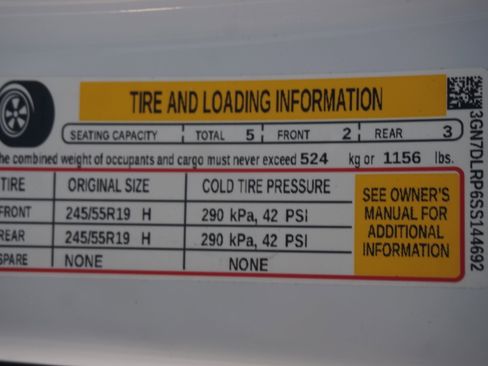 TIRE AND LOADING INFORMATION
SEATING CAPACITY TOTAL 5 FRONT 2 REAR 3
he combined weight of occupants and cargo must never exceed 524 kg or 1156 lbs.
TIRE ORIGINAL SIZE COLD TIRE PRESSURE
FRONT 245/55R19 H 290 kPa, 42 PSI
REAR 245/55R19 H 290 kPa, 42 PSI
SPARE NONE NONE
SEE OWNER'S
MANUAL FOR
ADDITIONAL
INFORMATION
3GN7DLRP6SS144692